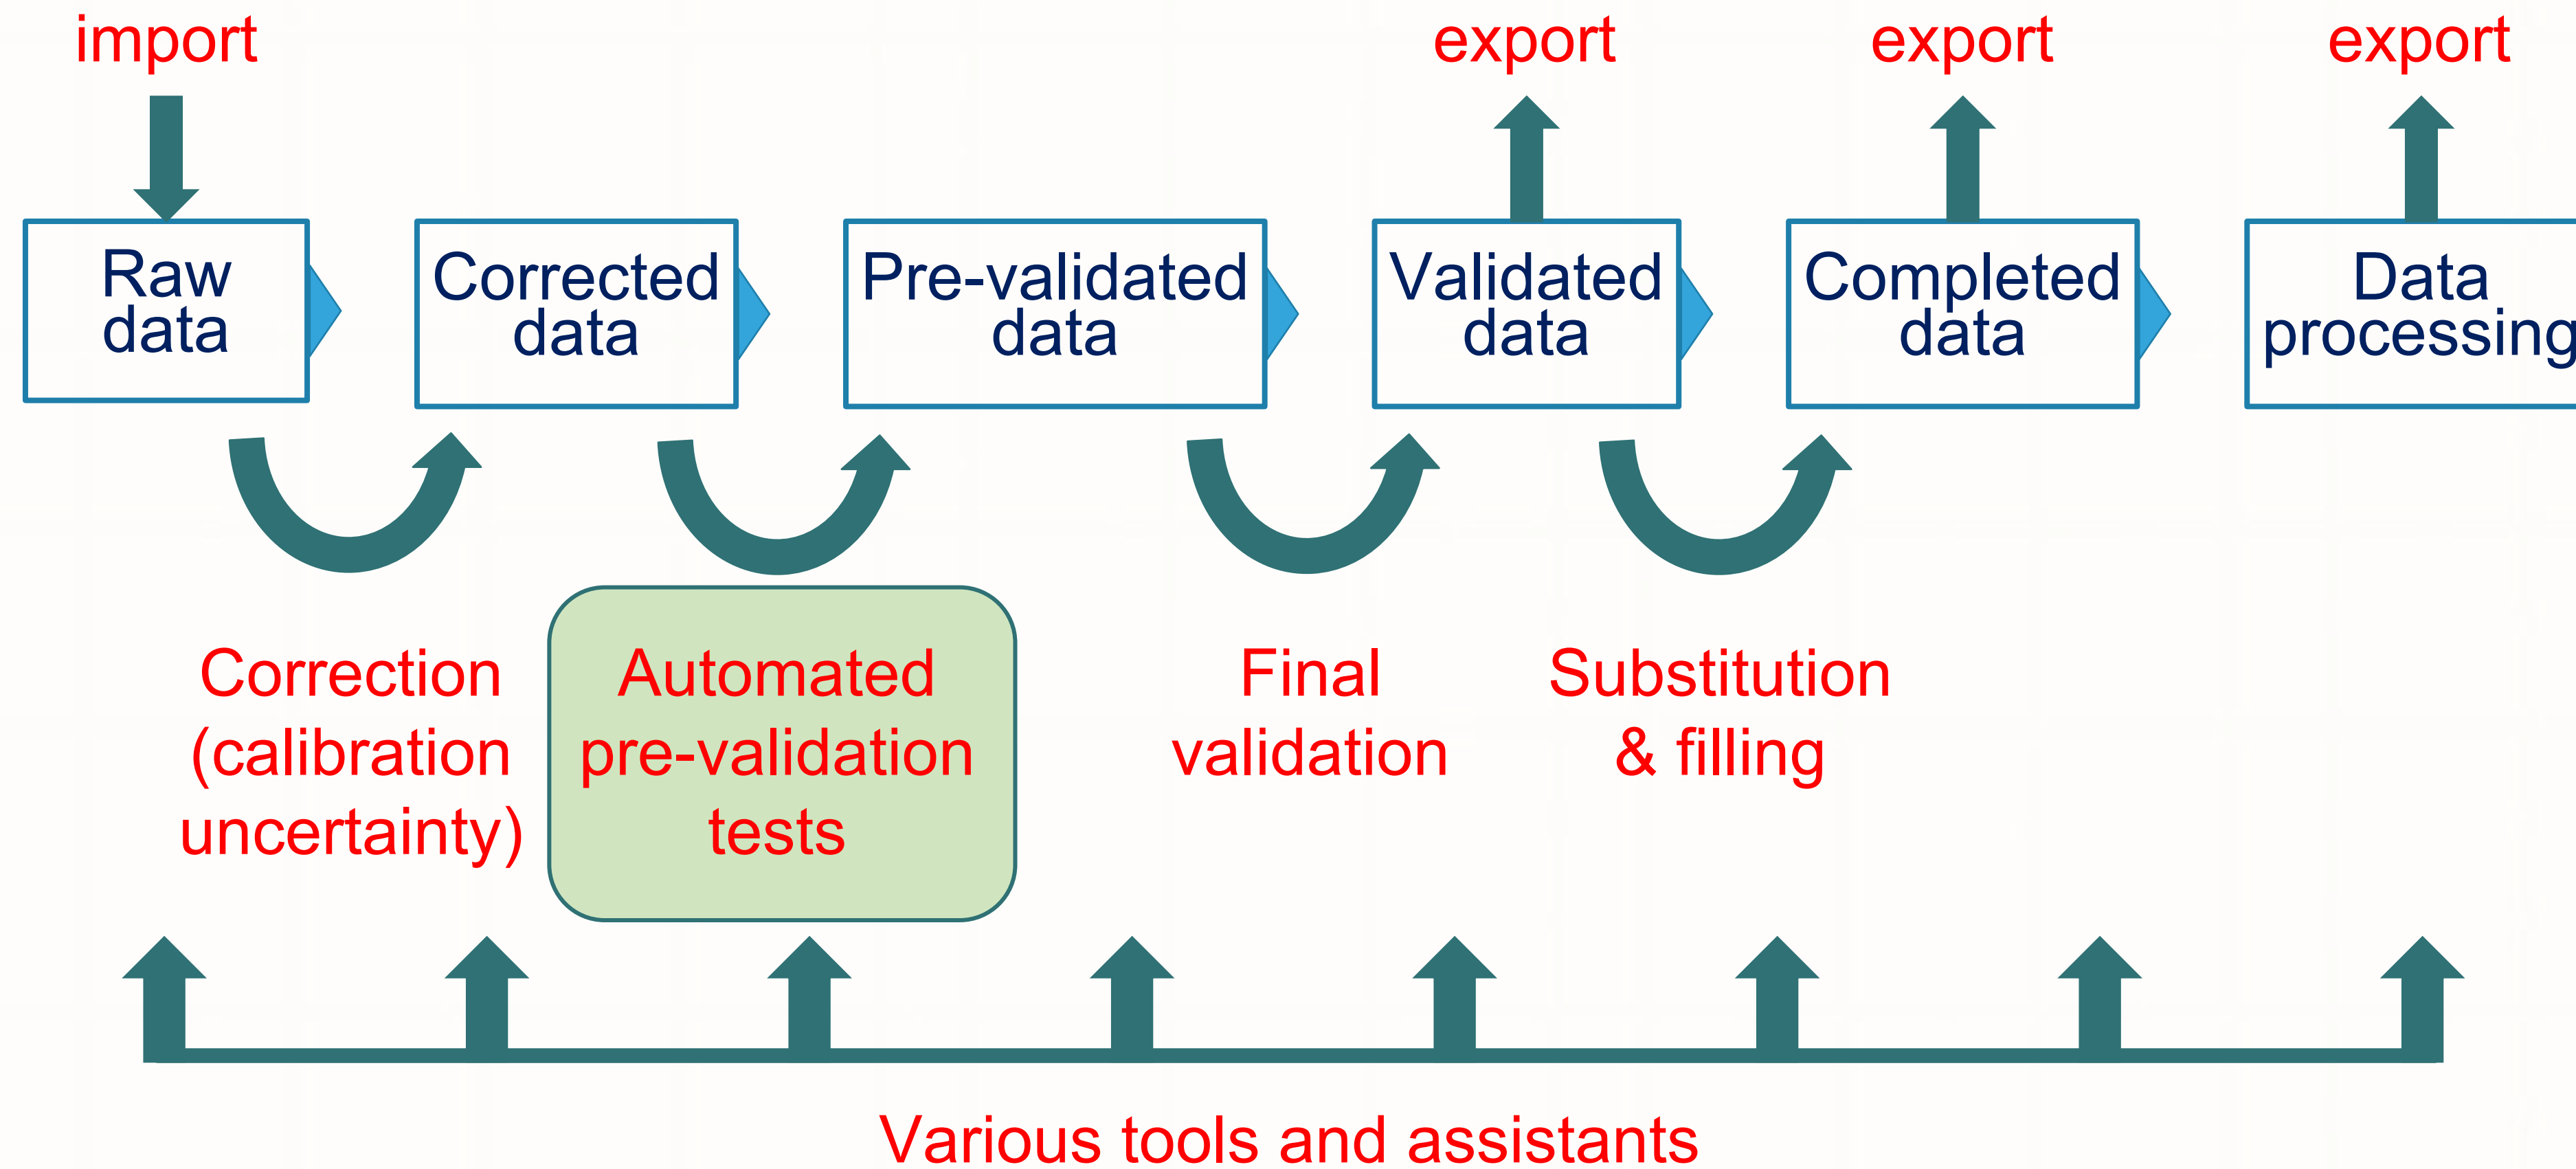 import
export
export
export
Raw
data
Corrected
data
Pre-validated
data
Validated
data
Completed
data
Data
processing
Correction
(calibration
uncertainty)
Automated
pre-validation
tests
Final
validation
Substitution
& filling
Various tools and assistants